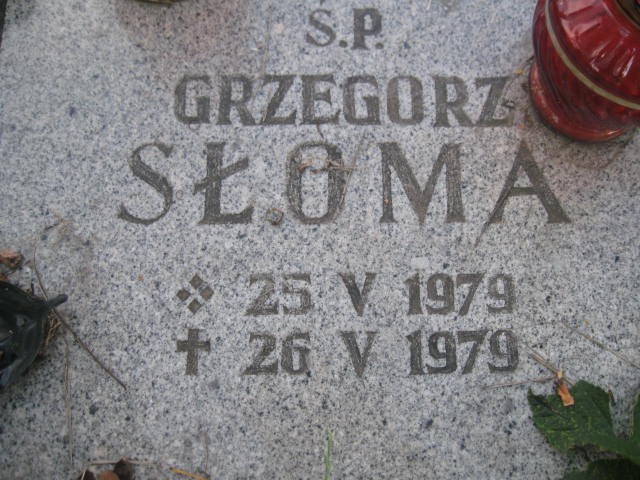 Ś.P.
GRZEGORZ
SŁOMA
25 V 1979
26 V 1979